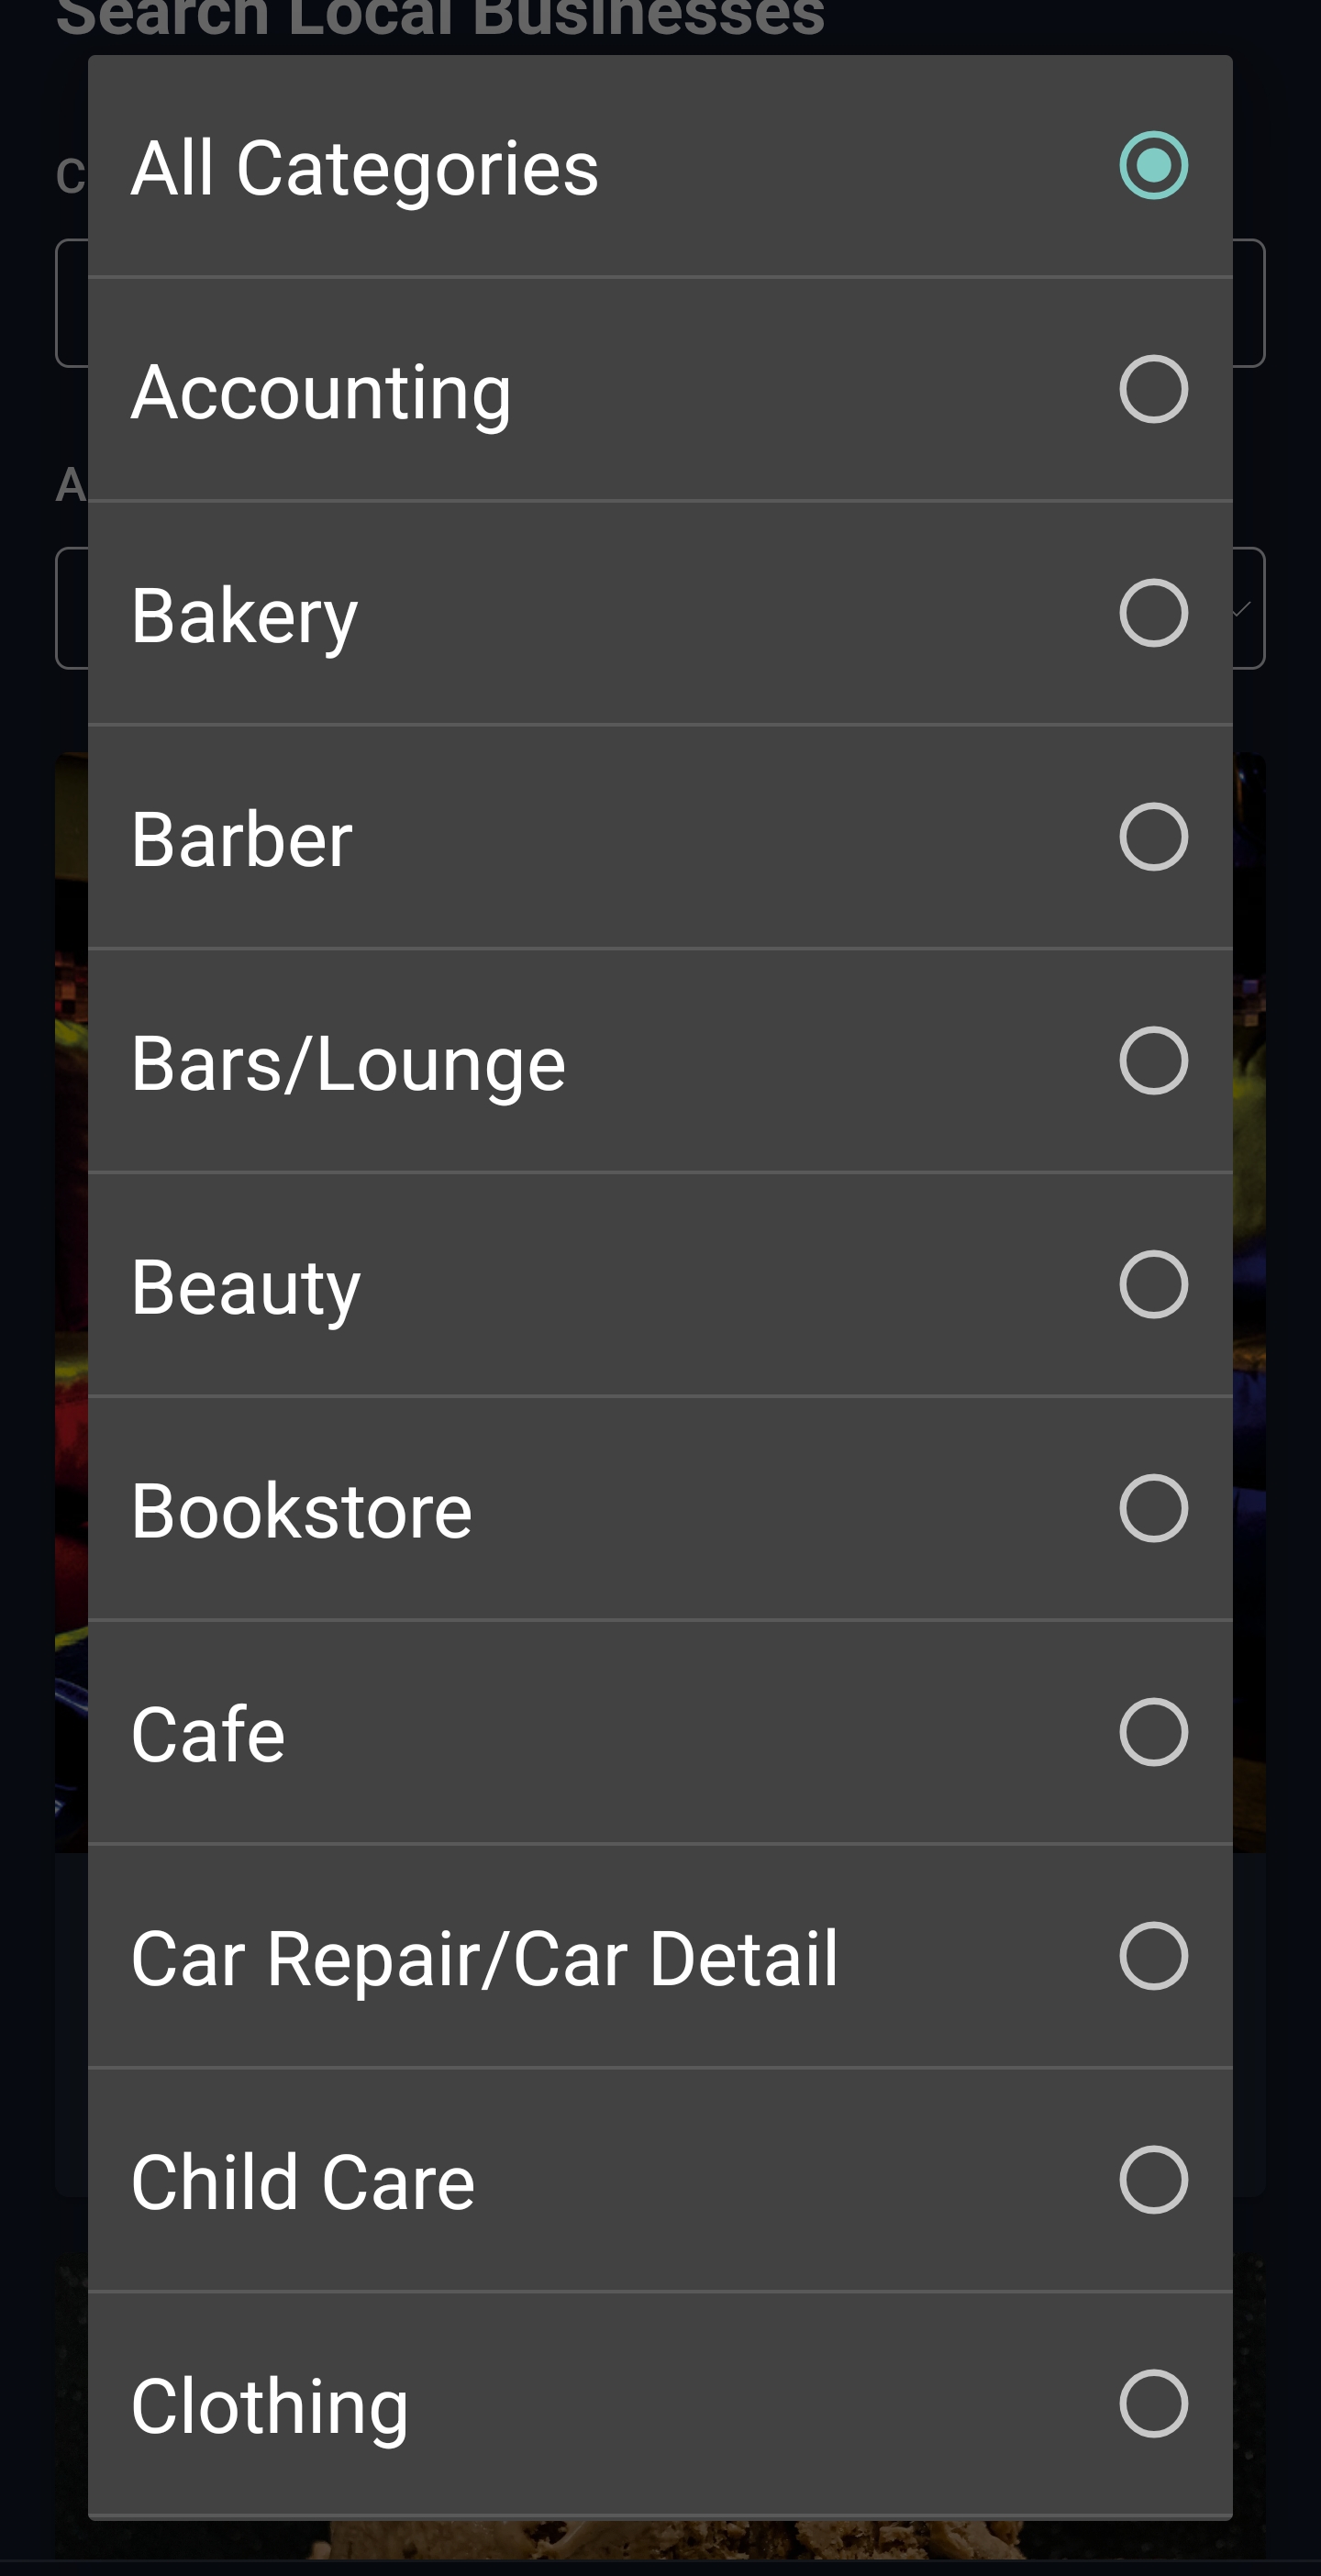 Search Local Businesses
All Categories
Accounting
Bakery
Barber
Bars/Lounge
Beauty
Bookstore
Cafe
Car Repair/Car Detail
Child Care
Clothing